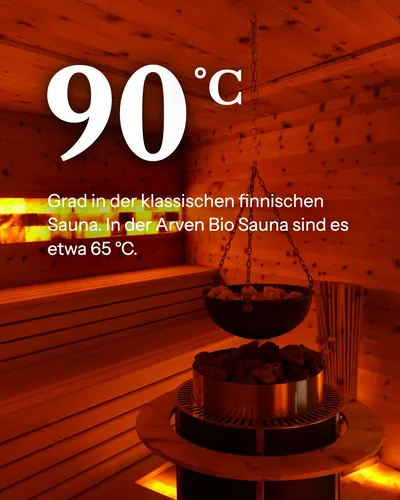 90 °C
Grad in der klassischen finnischen
Sauna. In der Arven Bio Sauna sind es
etwa 65 °C.